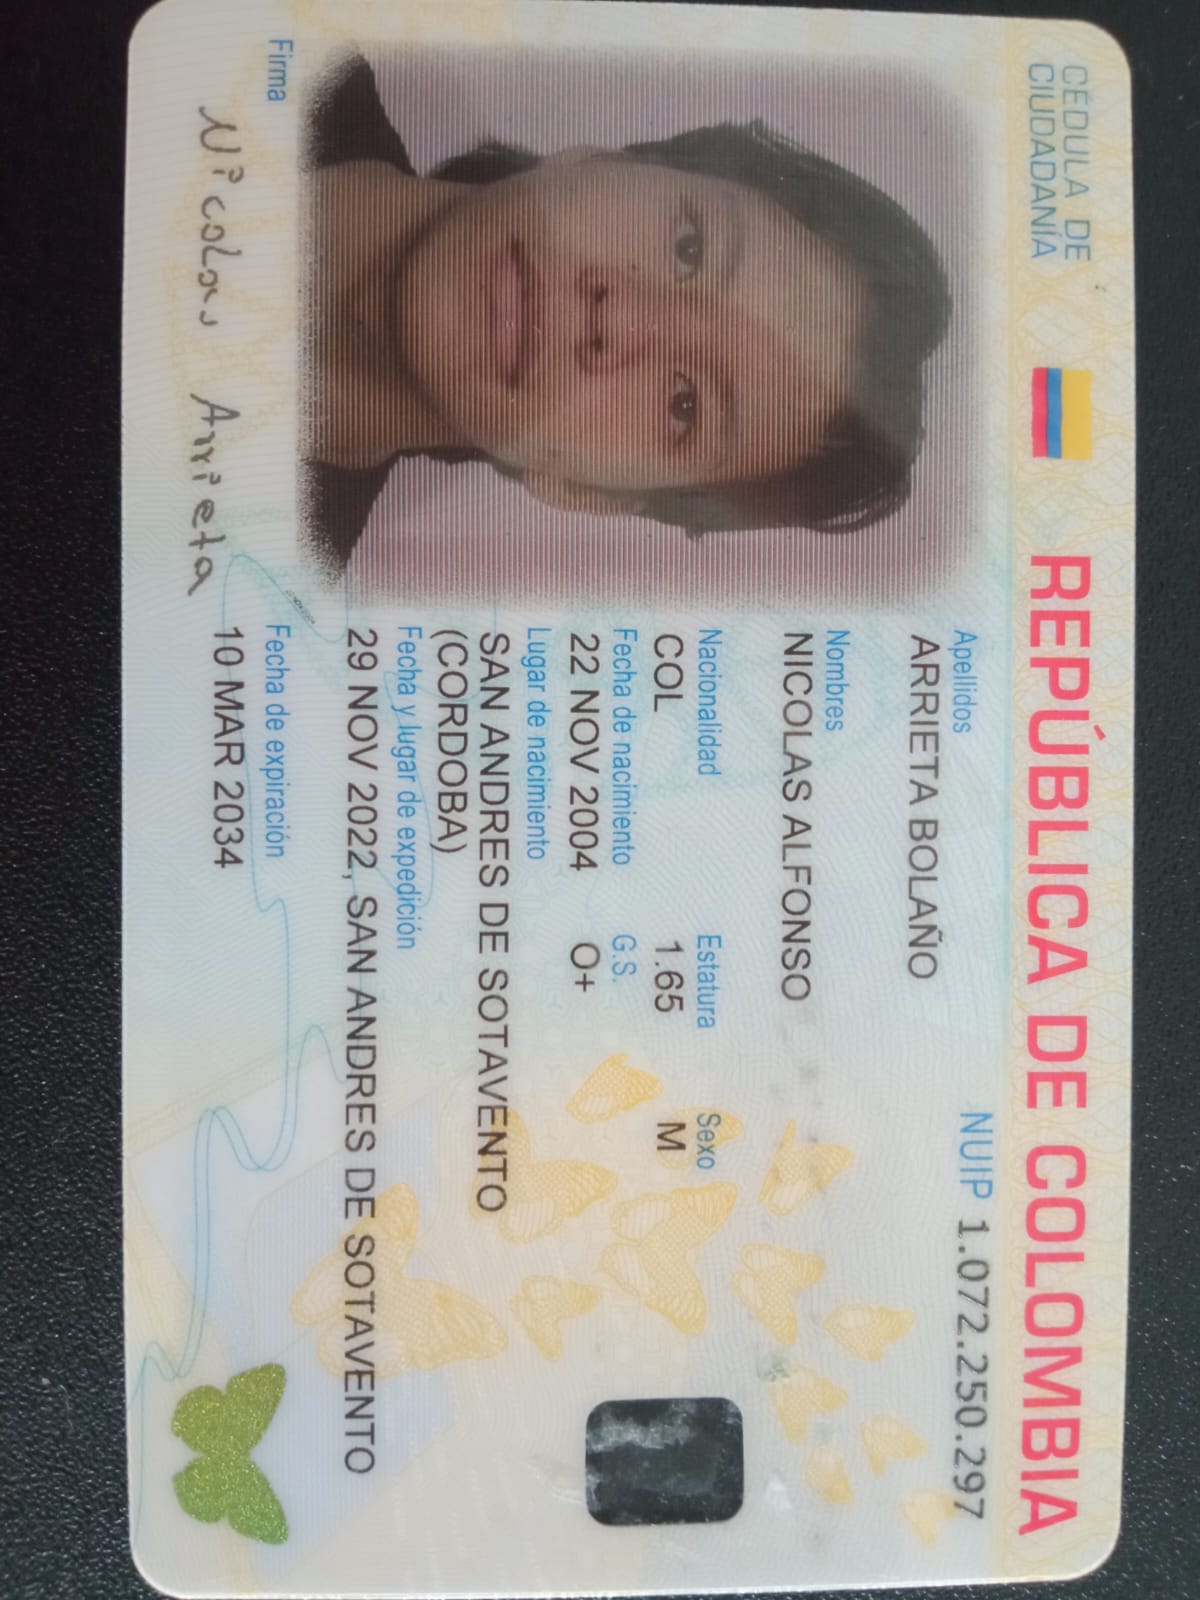 CÉDULA DE
CIUDADANÍA
REPÚBLICA DE COLOMBIA
NUIP 1.072.250.297
Apellidos
ARRIETA BOLAÑO
Nombres
NICOLAS ALFONSO
Nacionalidad Estatura Sexo
COL 1.65 M
Fecha de nacimiento G.S.
22 NOV 2004 O+
Lugar de nacimiento
SAN ANDRES DE SOTAVENTO
(CORDOBA)
Fecha y lugar de expedición
29 NOV 2022, SAN ANDRES DE SOTAVENTO
Fecha de expiración
10 MAR 2034
Firma
Nicolas Arrieta